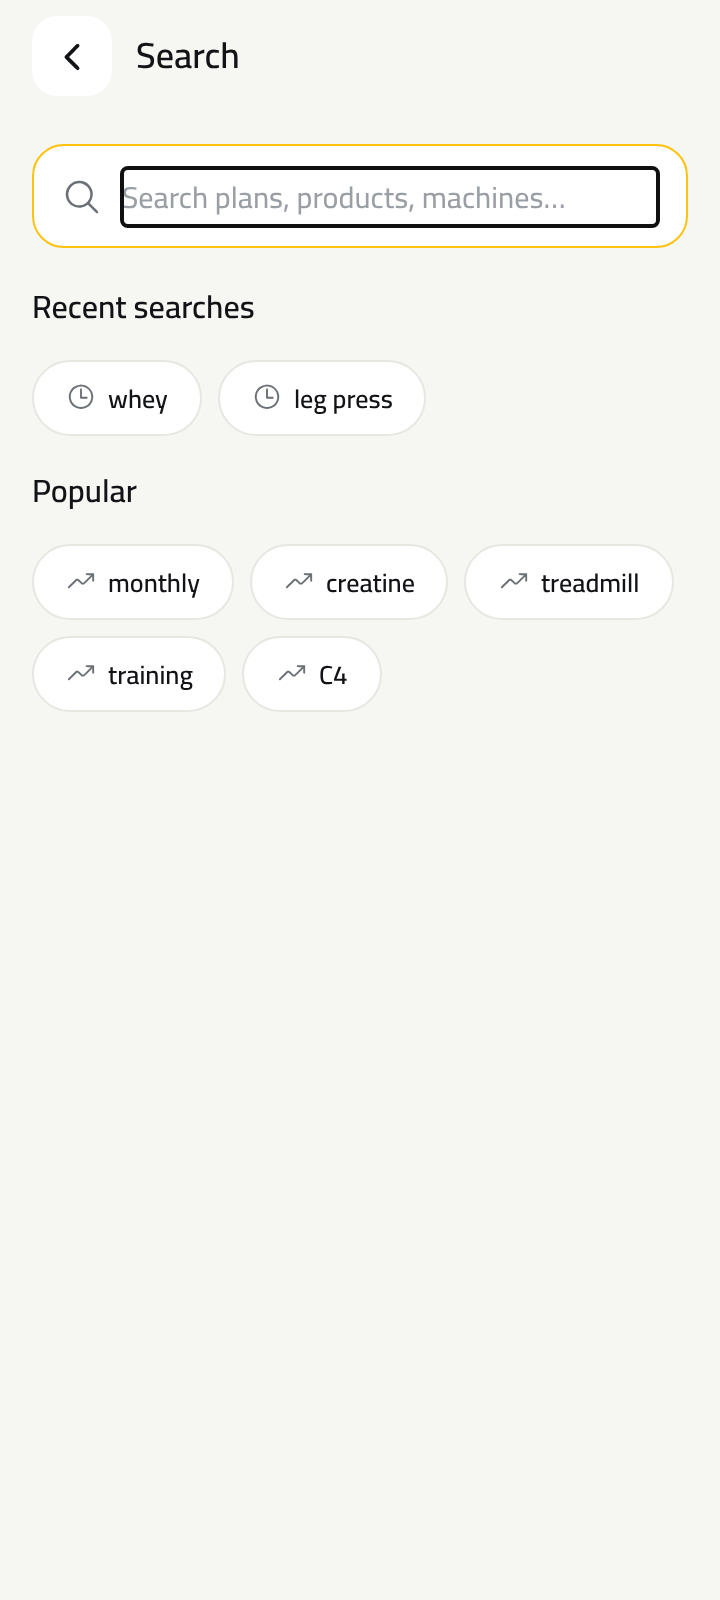 Search
Search plans, products, machines...
Recent searches
whey leg press
Popular
monthly creatine treadmill
training C4